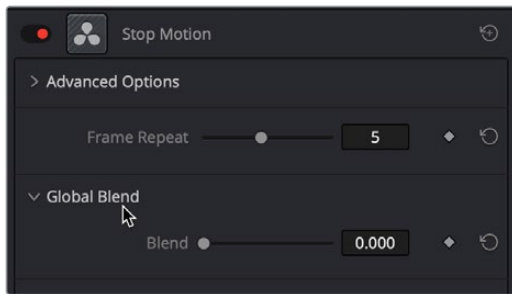 Stop Motion
Advanced Options
Frame Repeat 5
Global Blend
Blend 0.000